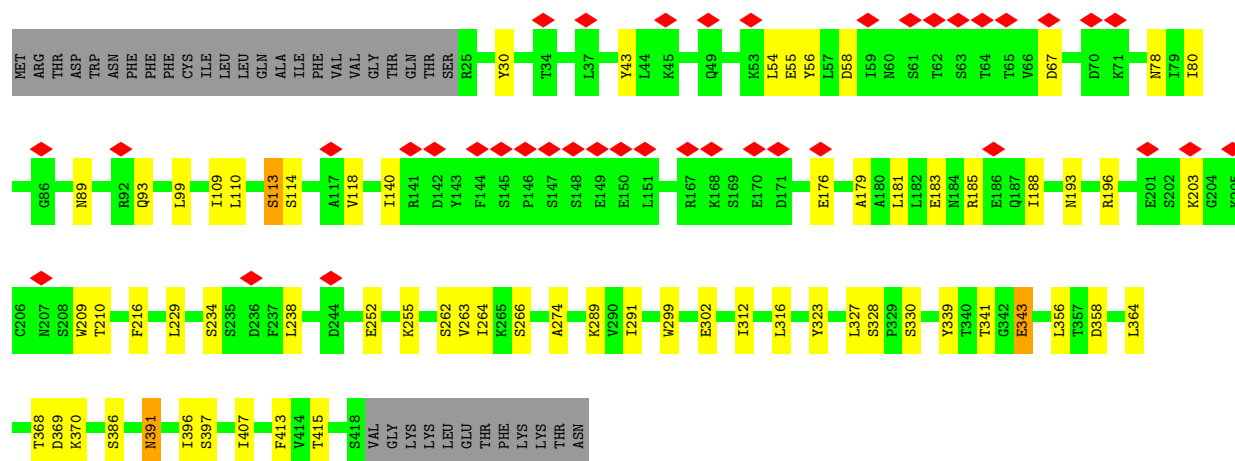 MET ARG THR ASP TRP ASN PHE PHE PHE CYS ILE LEU LEU GLN ALA ILE PHE VAL VAL GLY THR GLN THR SER R25 Y30 T34 L37 Y43 L44 K45 Q49 K53 L54 E55 Y56 L57 D58 I59 N60 S61 T62 S63 T64 T65 V66 D67 D70 K71 N78 I79 I80
G86 N89 R92 Q93 L99 I109 L110 S113 S114 A117 V118 I140 R141 D142 Y143 F144 S145 P146 S147 S148 E149 E150 L151 R167 K168 S169 E170 D171 E176 A179 A180 L181 L182 E183 N184 R185 E186 Q187 I188 N193 R196 E201 S202 K203 G204
C206 N207 S208 W209 T210 F216 L229 S234 S235 D236 F237 L238 D244 E252 K255 S262 V263 I264 K265 S266 A274 K289 V290 I291 W299 E302 I312 L316 Y323 L327 S328 P329 S330 Y339 T340 T341 G342 E343 L356 T357 D358 L364
T368 D369 K370 S386 N391 I396 S397 I407 F413 V414 T415 S418 VAL GLY LYS LYS LEU GLU THR PHE LYS LYS THR ASN